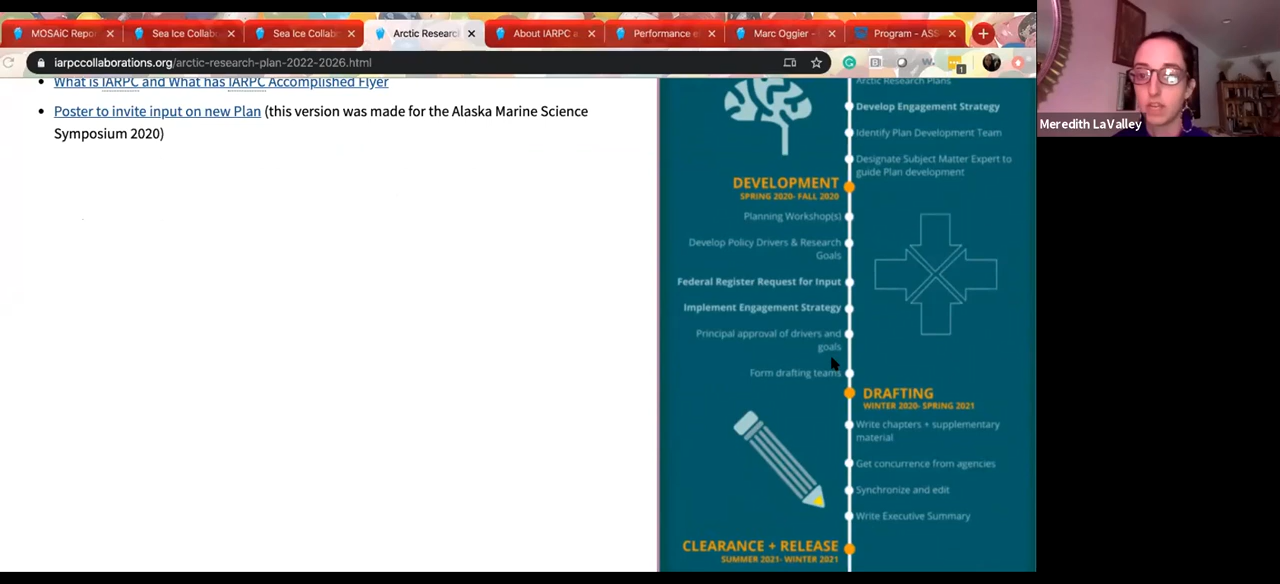 MOSAiC Repor
Sea Ice Collab
Sea Ice Collab
Arctic Researc
About IARPC a
Performance e
Marc Oggier -
Program - ASS
iarpccollaborations.org/arctic-research-plan-2022-2026.html
What is IARPC and What has IARPC Accomplished Flyer
Poster to invite input on new Plan (this version was made for the Alaska Marine Science
Symposium 2020)
Arctic Research Plans
Develop Engagement Strategy
Identify Plan Development Team
Designate Subject Matter Expert to
guide Plan development
DEVELOPMENT
SPRING 2020- FALL 2020
Planning Workshop(s)
Develop Policy Drivers & Research
Goals
Federal Register Request for Input
Implement Engagement Strategy
Principal approval of drivers and
goals
Form drafting teams
DRAFTING
WINTER 2020- SPRING 2021
Write chapters + supplementary
material
Get concurrence from agencies
Synchronize and edit
Write Executive Summary
CLEARANCE + RELEASE
SUMMER 2021- WINTER 2021
Meredith LaValley